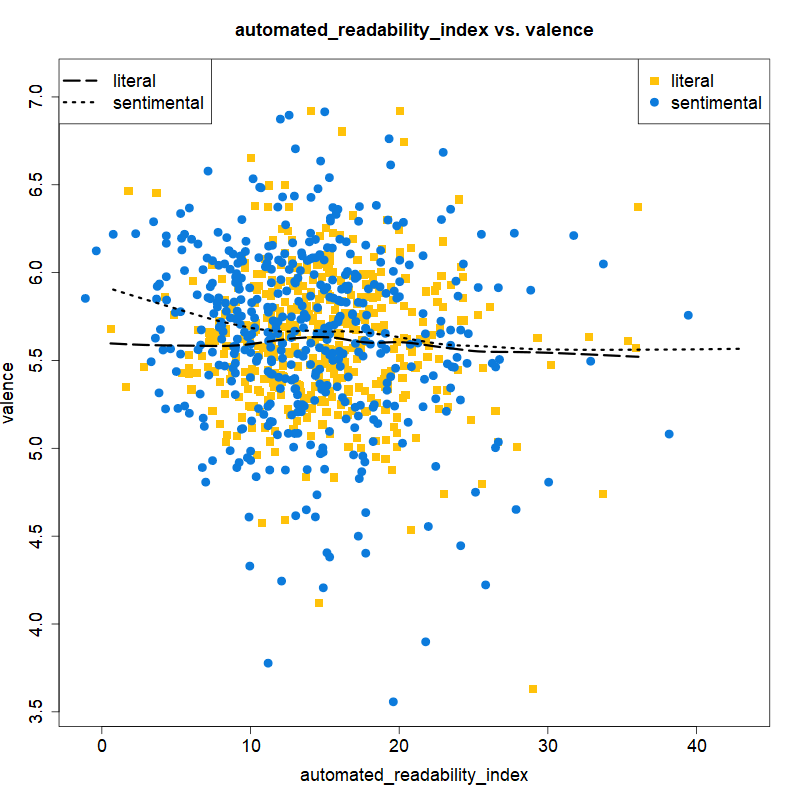 automated_readability_index vs. valence
literal
sentimental
literal
sentimental
7.0
6.5
6.0
5.5
5.0
4.5
4.0
3.5
valence
0 10 20 30 40
automated_readability_index